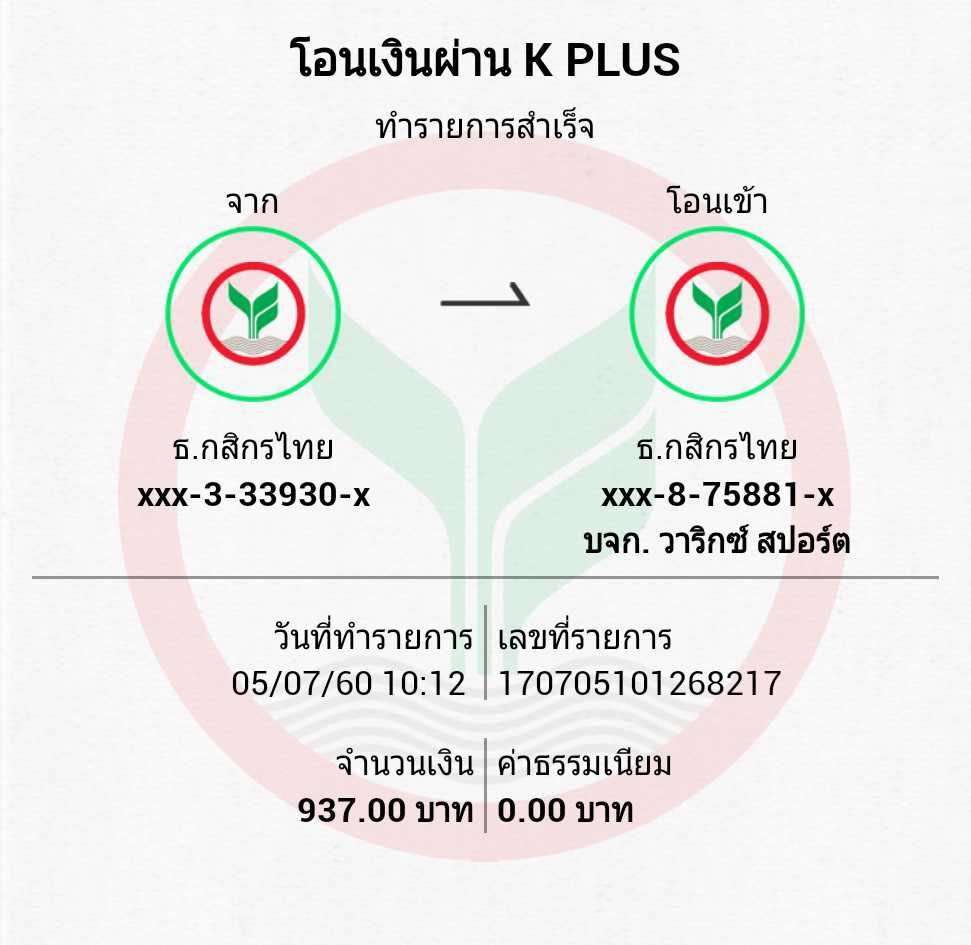 โอนเงินผ่าน K PLUS
ทำรายการสำเร็จ
จาก
โอนเข้า
ธ.กสิกรไทย
xxx-3-33930-x
ธ.กสิกรไทย
xxx-8-75881-x
บจก. วาริกซ์ สปอร์ต
วันที่ทำรายการ
05/07/60 10:12
เลขที่รายการ
170705101268217
จำนวนเงิน
937.00 บาท
ค่าธรรมเนียม
0.00 บาท